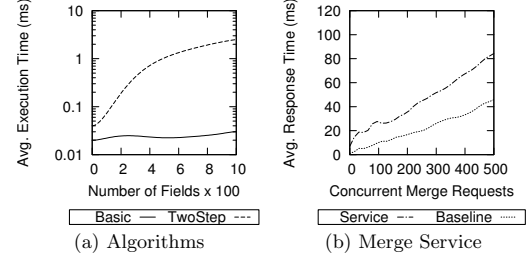 Avg. Execution Time (ms)
10
1
0.1
0.01
0 2 4 6 8 10
Number of Fields x 100
Basic TwoStep
(a) Algorithms
Avg. Response Time (ms)
120
100
80
60
40
20
0
0 100 200 300 400 500
Concurrent Merge Requests
Service Baseline
(b) Merge Service